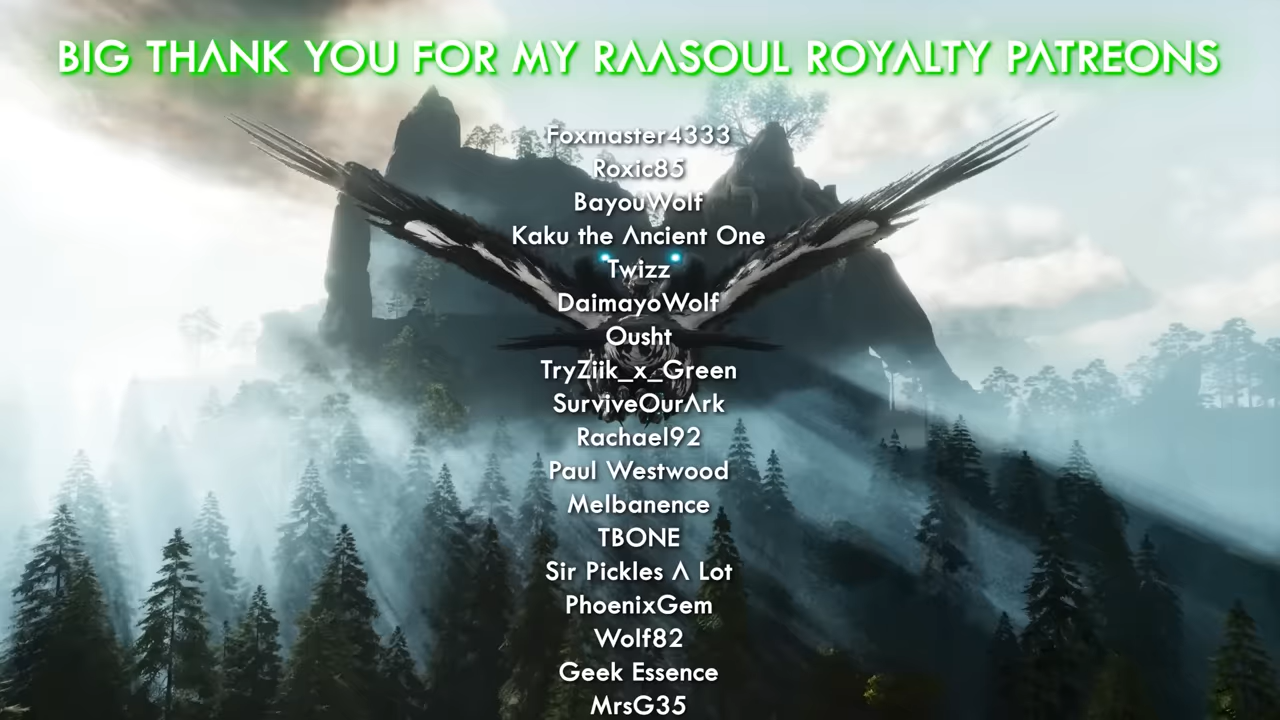 BIG THANK YOU FOR MY RAASOUL ROYALTY PATREONS
Foxmaster4333
Roxic85
BayouWolf
Kaku the Ancient One
Twizz
DaimayoWolf
Ousht
TryZiik_x_Green
SurviveOurArk
Rachael92
Paul Westwood
Melbanence
TBONE
Sir Pickles A Lot
PhoenixGem
Wolf82
Geek Essence
MrsG35